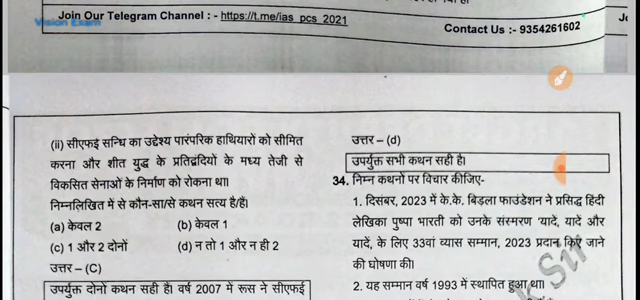 Join Our Telegram Channel : - https://t.me/ias_pcs_2021
Vision Exam
Contact Us :- 9354261602
(ii) सीएफई सन्धि का उद्देश्य पारंपरिक हाथियारों को सीमित
करना और शीत युद्ध के प्रतिद्वंदियों के मध्य तेजी से
विकसित सेनाओं के निर्माण को रोकना था।
निम्नलिखित में से कौन-सा/से कथन सत्य है/हैं।
(a) केवल 2 (b) केवल 1
(c) 1 और 2 दोनों (d) न तो 1 और न ही 2
उत्तर – (C)
उपर्युक्त दोनों कथन सही हैं। वर्ष 2007 में रूस ने सीएफई
उत्तर – (d)
उपर्युक्त सभी कथन सही है।
34. निम्न कथनों पर विचार कीजिए-
1. दिसंबर, 2023 में के.के. बिड़ला फाउंडेशन ने प्रसिद्ध हिंदी
लेखिका पुष्पा भारती को उनके संस्मरण 'यादें, यादें और
यादें, के लिए 33वां व्यास सम्मान, 2023 प्रदान किए जाने
की घोषणा की।
2. यह सम्मान वर्ष 1993 में स्थापित हुआ था।
Sir